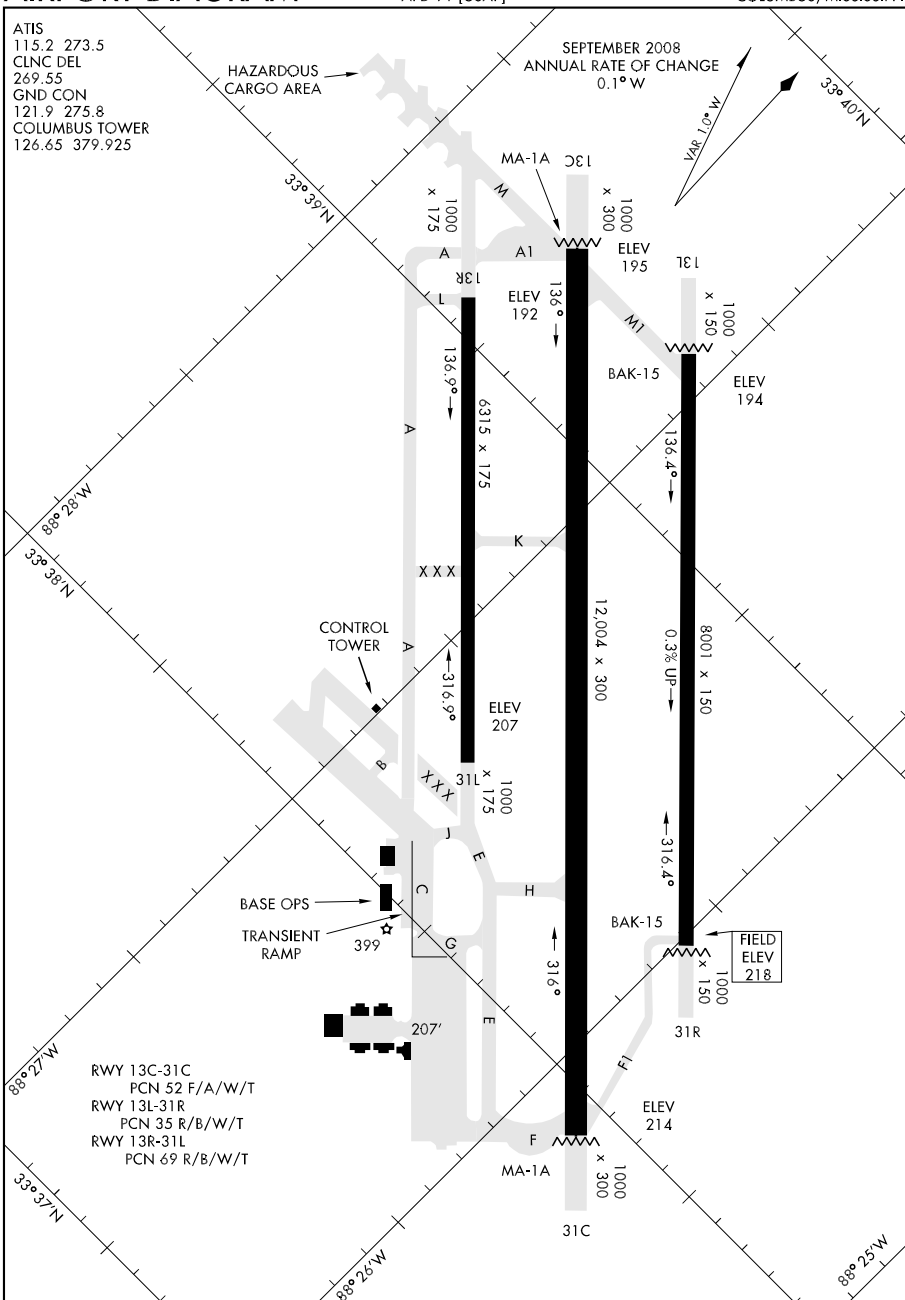 ATIS
115.2 273.5
CLNC DEL
269.55
GND CON
121.9 275.8
COLUMBUS TOWER
126.65 379.925
HAZARDOUS
CARGO AREA
SEPTEMBER 2008
ANNUAL RATE OF CHANGE
0.1° W
VAR 1.0° W
33° 40'N
33° 39'N
MA-1A
13C
M
1000
x 175
1000
x 300
A
A1
ELEV
195
13L
13R
L
ELEV
192
136°
M1
1000
x 150
BAK-15
ELEV
194
136.9°
6315 x 175
136.4°
A
88° 28'W
33° 38'N
K
XXX
CONTROL
TOWER
A
316.9°
12,004 x 300
8001 x 150
0.3% UP
ELEV
207
B
XXX
31L
1000
x 175
J
E
316.4°
C
H
BASE OPS
TRANSIENT
RAMP
399
G
BAK-15
316°
FIELD
ELEV
218
1000
x 150
31R
207'
E
F1
88° 27'W
RWY 13C-31C
PCN 52 F/A/W/T
RWY 13L-31R
PCN 35 R/B/W/T
RWY 13R-31L
PCN 69 R/B/W/T
ELEV
214
F
MA-1A
1000
x 300
31C
33° 37'N
88° 26'W
88° 25'W